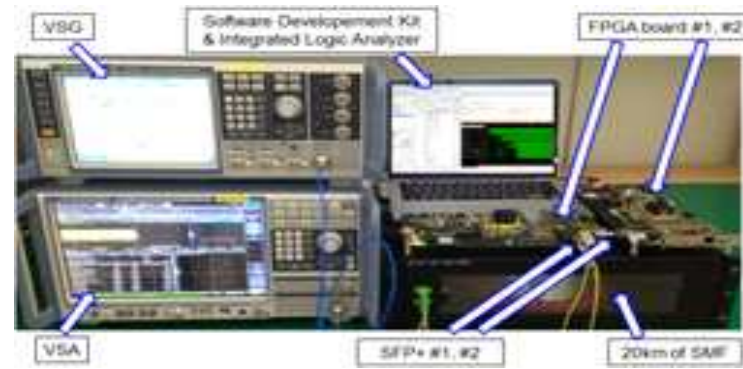 VSG
Software Developement Kit
& Integrated Logic Analyzer
FPGA board #1, #2
VSA
SFP+ #1, #2
20km of SMF